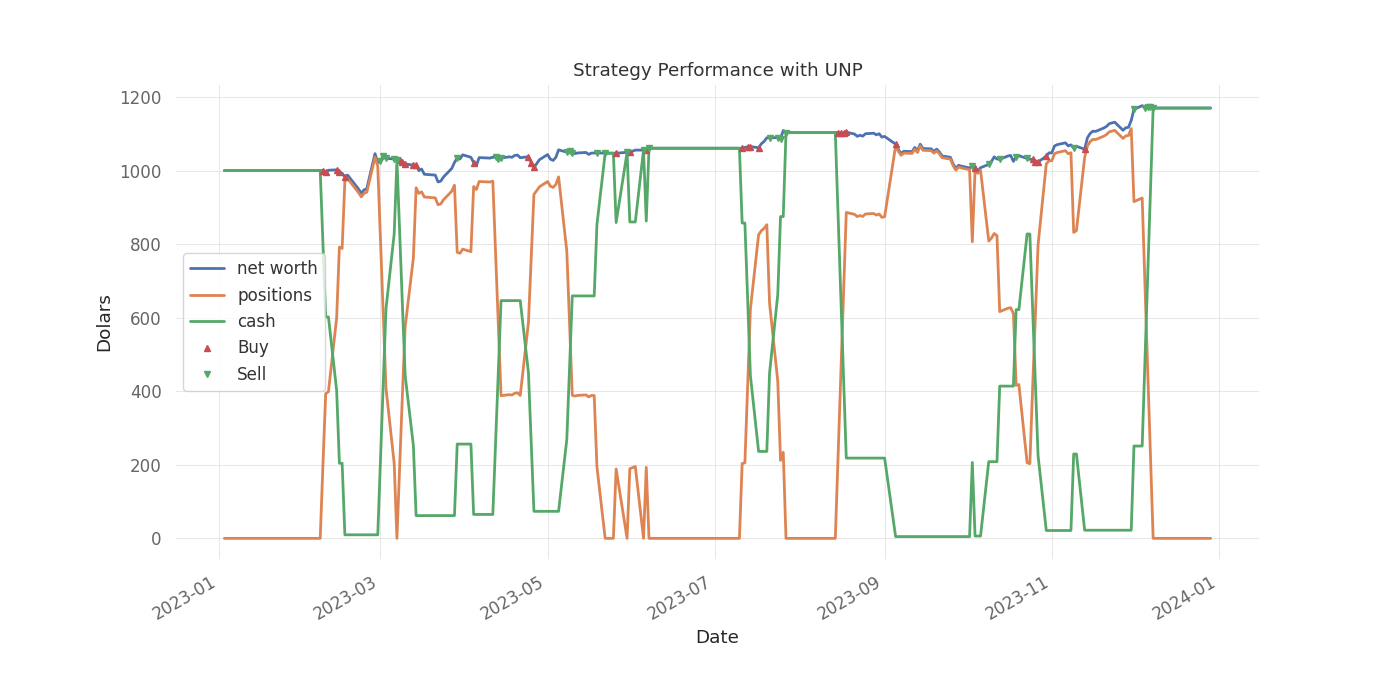 Strategy Performance with UNP
1200
1000
800
600
400
200
0
Dolars
net worth
positions
cash
Buy
Sell
2023-01
2023-03
2023-05
2023-07
2023-09
2023-11
2024-01
Date